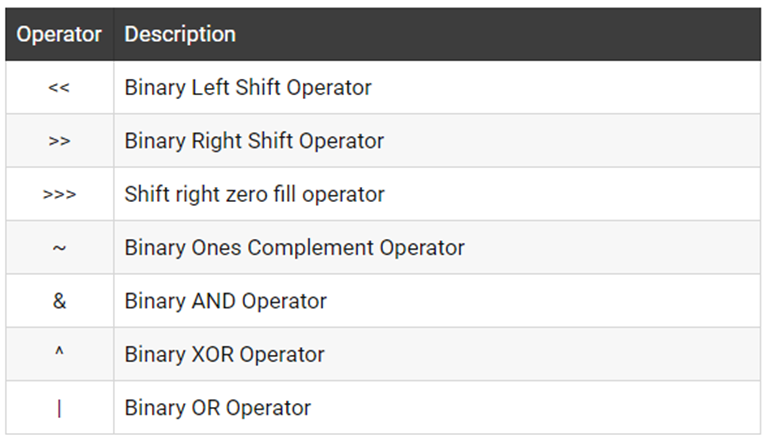 Operator Description
<< Binary Left Shift Operator
>> Binary Right Shift Operator
>>> Shift right zero fill operator
~ Binary Ones Complement Operator
& Binary AND Operator
^ Binary XOR Operator
| Binary OR Operator